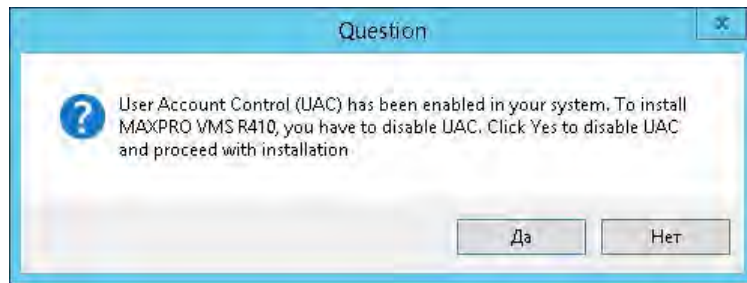 Question
User Account Control (UAC) has been enabled in your system. To install
MAXPRO VMS R410, you have to disable UAC. Click Yes to disable UAC
and proceed with installation
Да
Нет